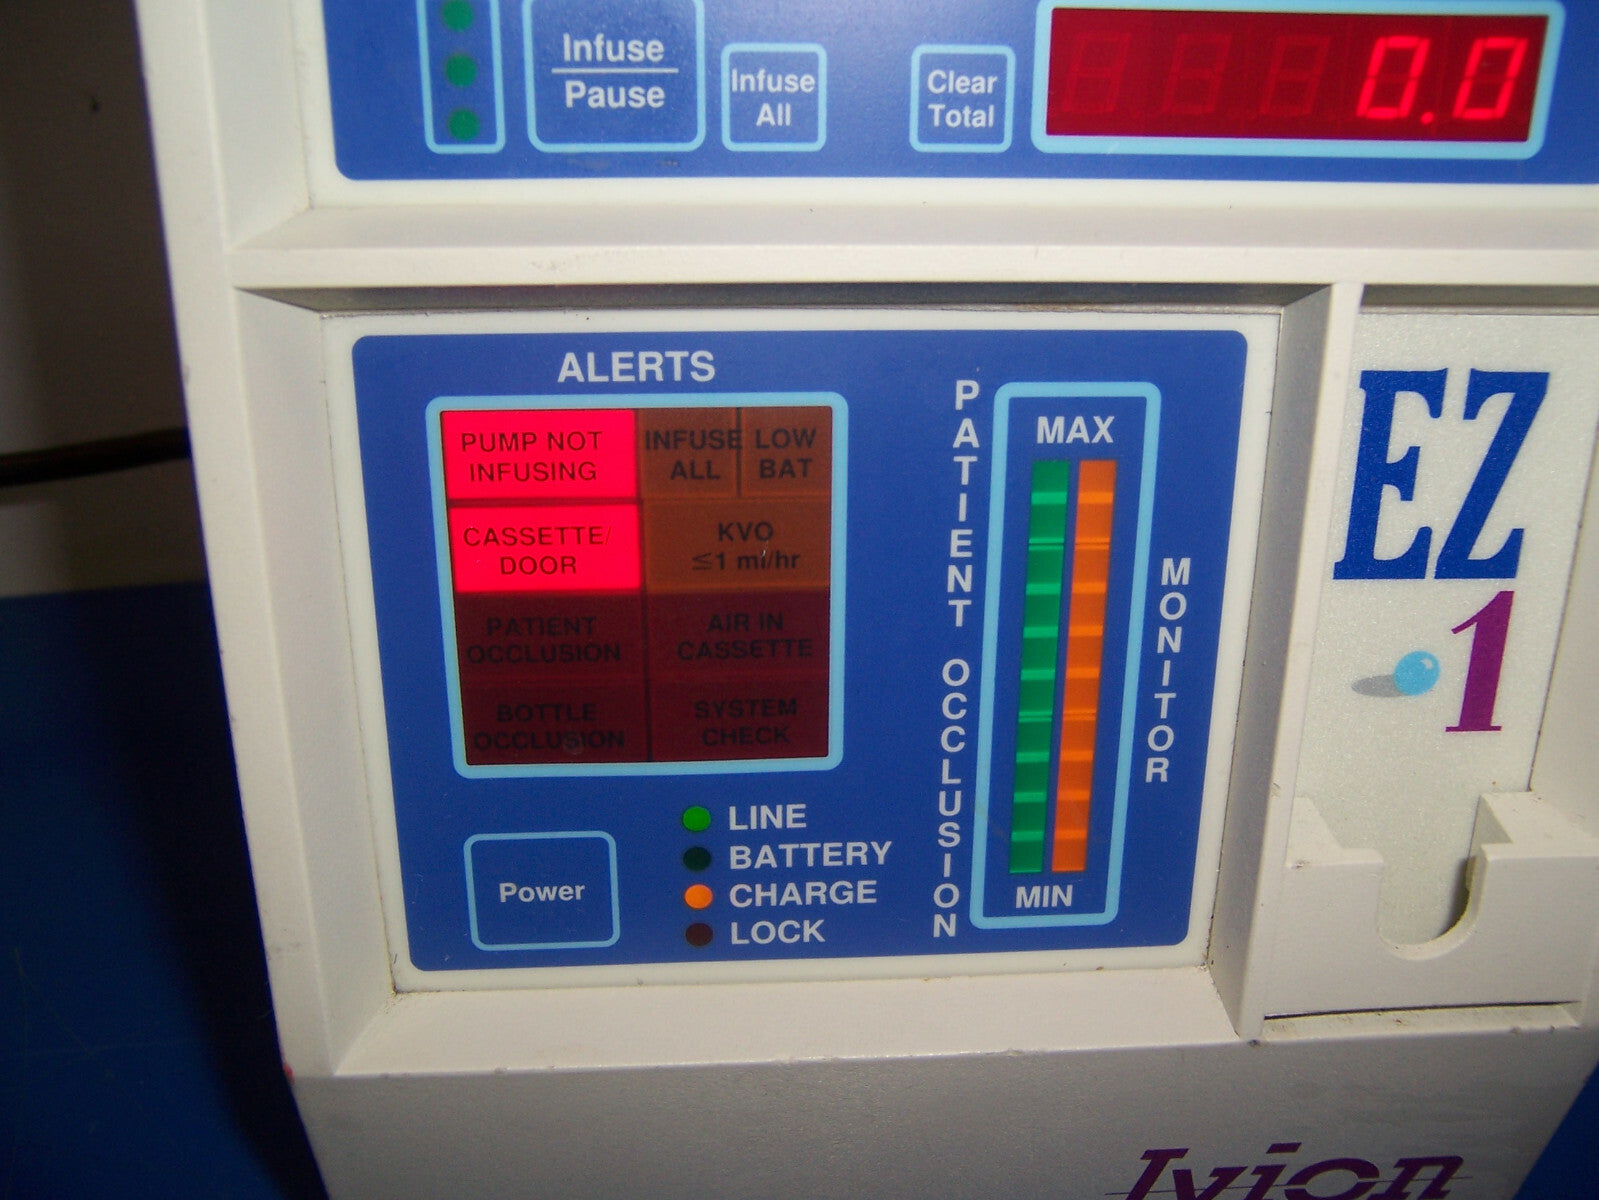 Infuse
Pause
Infuse
All
Clear
Total
0.0
ALERTS
PUMP NOT
INFUSING
INFUSE
ALL
LOW
BAT
CASSETTE/
DOOR
KVO
≤1 ml/hr
PATIENT
OCCLUSION
AIR IN
CASSETTE
BOTTLE
OCCLUSION
SYSTEM
CHECK
Power
LINE
BATTERY
CHARGE
LOCK
PATIENT OCCLUSION
MAX
MIN
MONITOR
EZ
1
Ivion